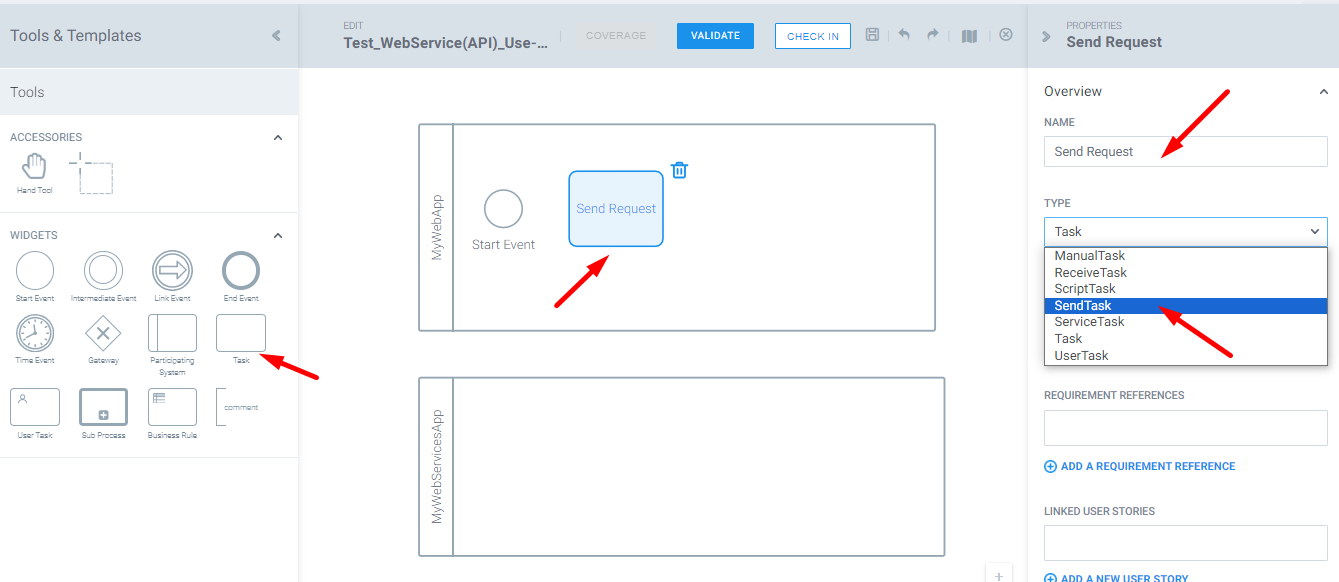 Tools & Templates
Tools
ACCESSORIES
Hand Tool
WIDGETS
Start Event
Intermediate Event
Link Event
End Event
Time Event
Gateway
Participating
System
Task
User Task
Sub Process
Business Rule
comment
EDIT
Test_WebService(API)_Use-...
COVERAGE
VALIDATE
CHECK IN
MyWebApp
Start Event
Send Request
MyWebServicesApp
PROPERTIES
Send Request
Overview
NAME
Send Request
TYPE
Task
ManualTask
ReceiveTask
ScriptTask
SendTask
ServiceTask
Task
UserTask
REQUIREMENT REFERENCES
ADD A REQUIREMENT REFERENCE
LINKED USER STORIES
ADD A NEW USER STORY